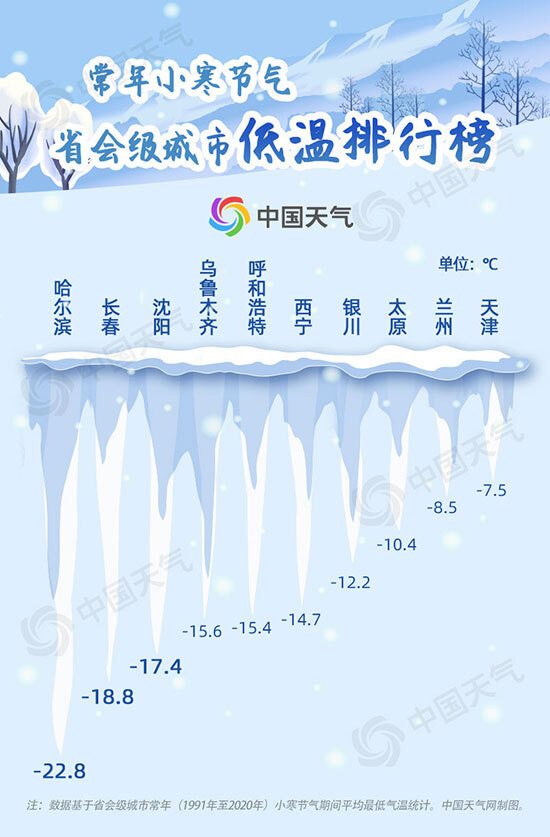 常年小寒节气
省会级城市低温排行榜
中国天气
单位：℃
哈尔滨
长春
沈阳
乌鲁木齐
呼和浩特
西宁
银川
太原
兰州
天津
-7.5
-8.5
-10.4
-12.2
-14.7
-15.4
-15.6
-17.4
-18.8
-22.8
注：数据基于省会级城市常年（1991年至2020年）小寒节气期间平均最低气温统计。中国天气网制图。